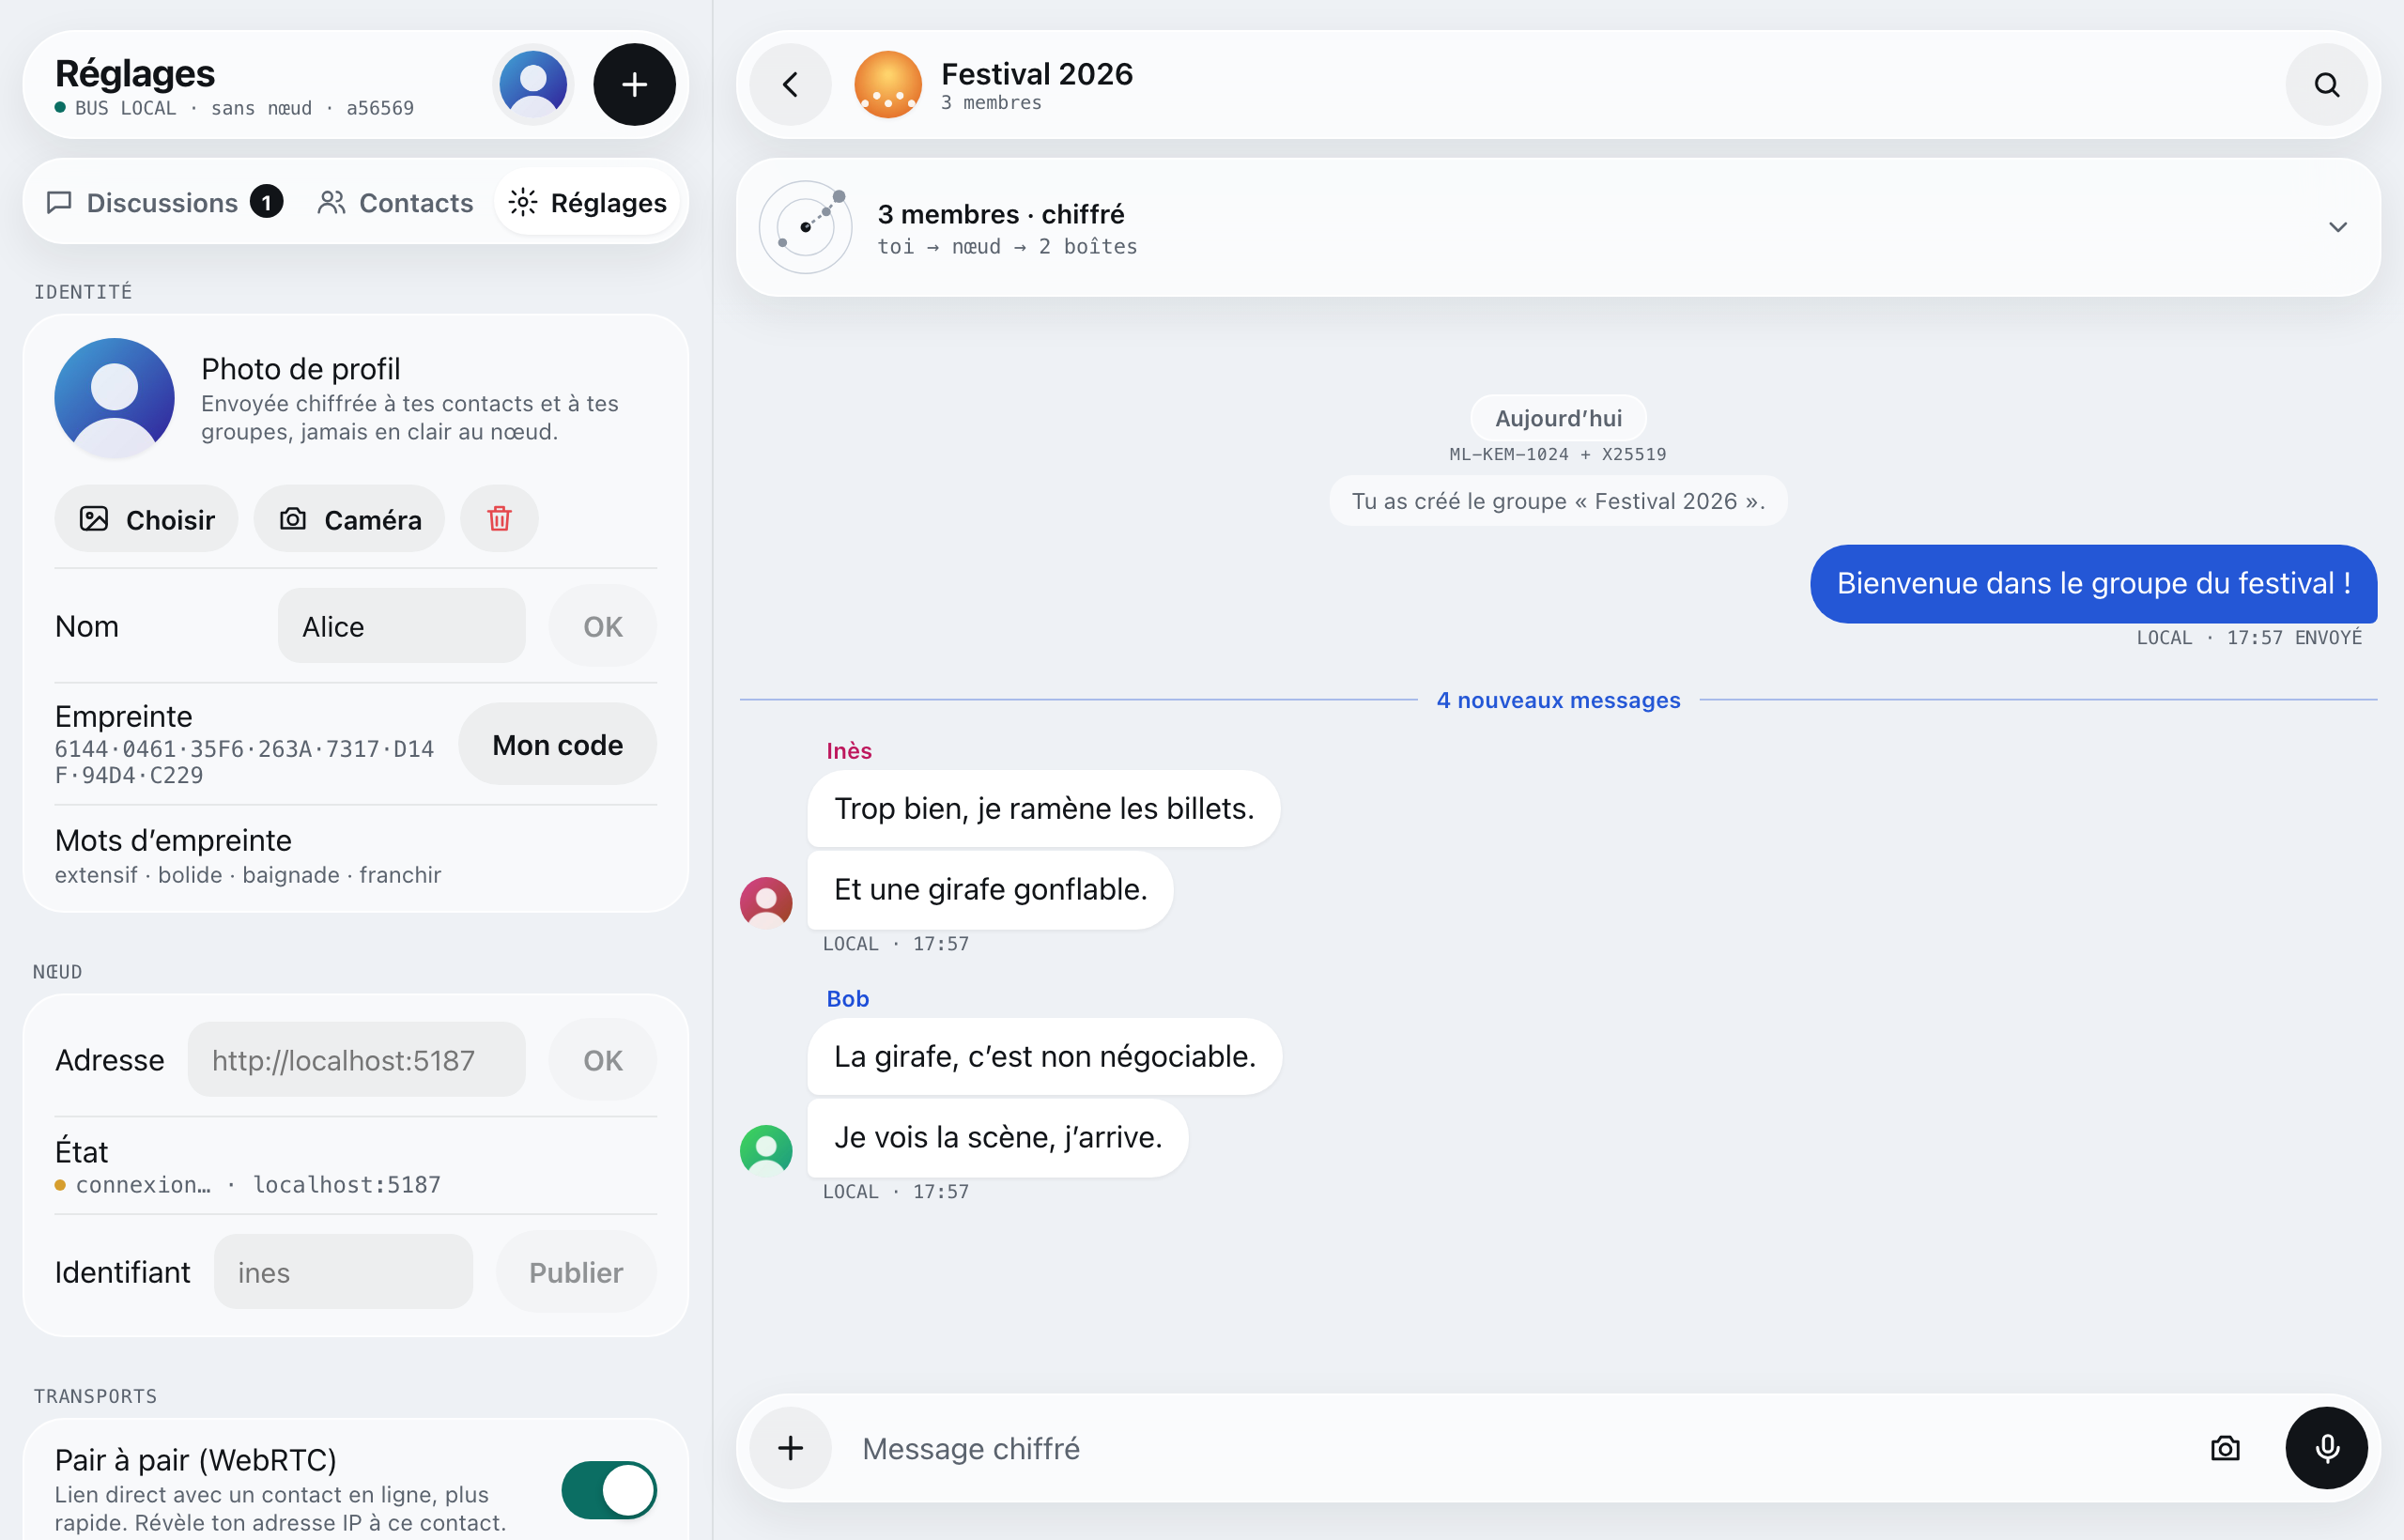 Réglages
BUS LOCAL · sans nœud · a56569
Discussions 1
Contacts
Réglages
IDENTITÉ
Photo de profil
Envoyée chiffrée à tes contacts et à tes
groupes, jamais en clair au nœud.
Choisir
Caméra
Nom
Alice
OK
Empreinte
6144·0461·35F6·263A·7317·D14
F·94D4·C229
Mon code
Mots d’empreinte
extensif · bolide · baignade · franchir
NŒUD
Adresse
http://localhost:5187
OK
État
connexion… · localhost:5187
Identifiant
ines
Publier
TRANSPORTS
Pair à pair (WebRTC)
Lien direct avec un contact en ligne, plus
rapide. Révèle ton adresse IP à ce contact.
Festival 2026
3 membres
3 membres · chiffré
toi → nœud → 2 boîtes
Aujourd’hui
ML-KEM-1024 + X25519
Tu as créé le groupe « Festival 2026 ».
Bienvenue dans le groupe du festival !
LOCAL · 17:57 ENVOYÉ
4 nouveaux messages
Inès
Trop bien, je ramène les billets.
Et une girafe gonflable.
LOCAL · 17:57
Bob
La girafe, c’est non négociable.
Je vois la scène, j’arrive.
LOCAL · 17:57
Message chiffré